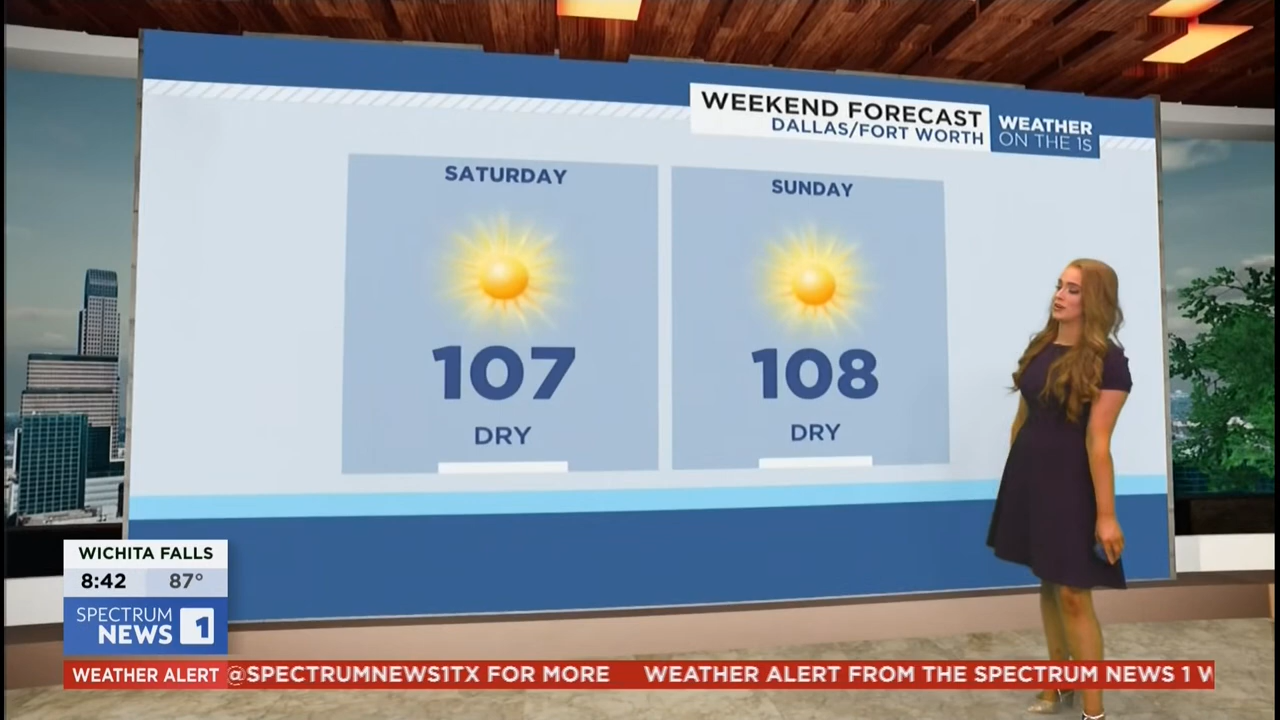 WEEKEND FORECAST
DALLAS/FORT WORTH
WEATHER
ON THE 1S
SATURDAY
107
DRY
SUNDAY
108
DRY
WICHITA FALLS
8:42 87°
SPECTRUM
NEWS 1
WEATHER ALERT @SPECTRUMNEWS1TX FOR MORE WEATHER ALERT FROM THE SPECTRUM NEWS 1